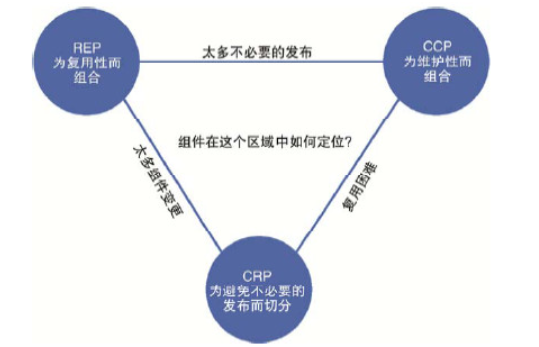 REP
为复用性而
组合
太多不必要的发布
CCP
为维护性而
组合
组件在这个区域中如何定位?
太多组件变更
复用困难
CRP
为避免不必要的
发布而切分